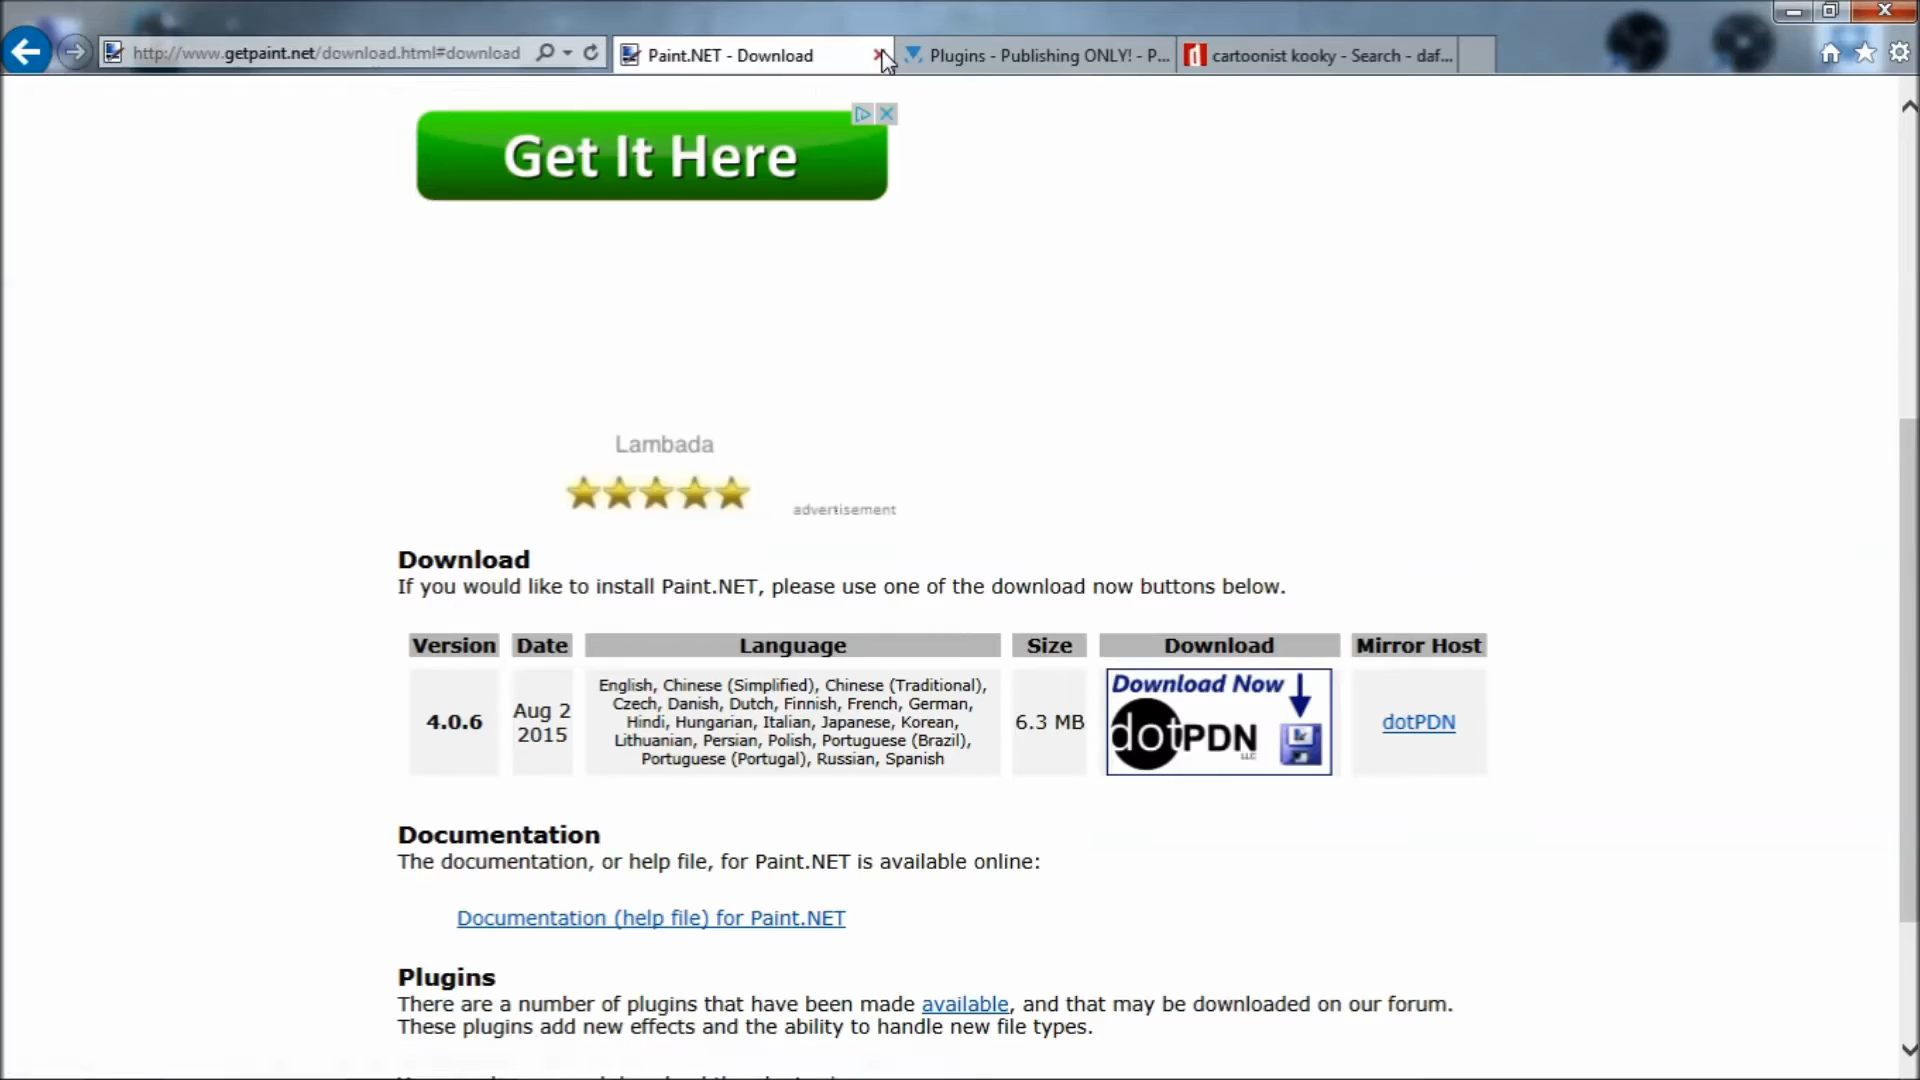 http://www.getpaint.net/download.html#download
Paint.NET - Download
Plugins - Publishing ONLY! - P...
cartoonist kooky - Search - daf...
Get It Here
Lambada
advertisement
Download
If you would like to install Paint.NET, please use one of the download now buttons below.
Version Date Language Size Download Mirror Host
4.0.6
Aug 2
2015
English, Chinese (Simplified), Chinese (Traditional),
Czech, Danish, Dutch, Finnish, French, German,
Hindi, Hungarian, Italian, Japanese, Korean,
Lithuanian, Persian, Polish, Portuguese (Brazil),
Portuguese (Portugal), Russian, Spanish
6.3 MB
Download Now
dotPDN
LLC
dotPDN
Documentation
The documentation, or help file, for Paint.NET is available online:
Documentation (help file) for Paint.NET
Plugins
There are a number of plugins that have been made available, and that may be downloaded on our forum.
These plugins add new effects and the ability to handle new file types.